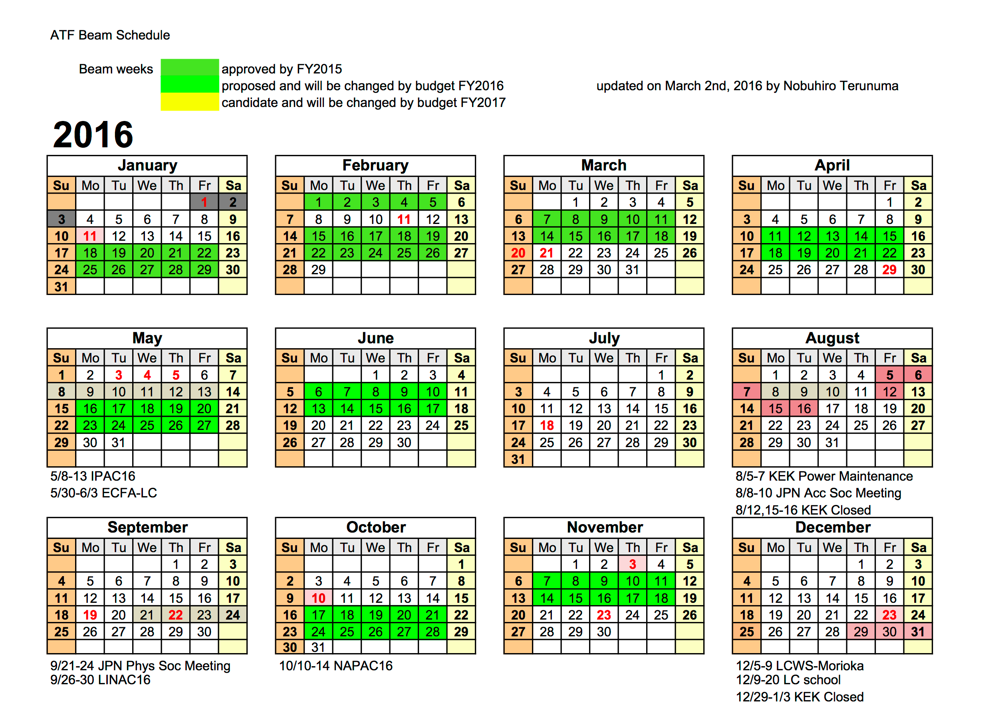 ATF Beam Schedule
Beam weeks approved by FY2015
proposed and will be changed by budget FY2016 updated on March 2nd, 2016 by Nobuhiro Terunuma
candidate and will be changed by budget FY2017
2016
January February March April
Su Mo Tu We Th Fr Sa Su Mo Tu We Th Fr Sa Su Mo Tu We Th Fr Sa Su Mo Tu We Th Fr Sa
1 2 1 2 3 4 5 6 1 2 3 4 5 1 2
3 4 5 6 7 8 9 7 8 9 10 11 12 13 6 7 8 9 10 11 12 3 4 5 6 7 8 9
10 11 12 13 14 15 16 14 15 16 17 18 19 20 13 14 15 16 17 18 19 10 11 12 13 14 15 16
17 18 19 20 21 22 23 21 22 23 24 25 26 27 20 21 22 23 24 25 26 17 18 19 20 21 22 23
24 25 26 27 28 29 30 28 29 27 28 29 30 31 24 25 26 27 28 29 30
31
May June July August
Su Mo Tu We Th Fr Sa Su Mo Tu We Th Fr Sa Su Mo Tu We Th Fr Sa Su Mo Tu We Th Fr Sa
1 2 3 4 5 6 7 1 2 3 4 1 2 1 2 3 4 5 6
8 9 10 11 12 13 14 5 6 7 8 9 10 11 3 4 5 6 7 8 9 7 8 9 10 11 12 13
15 16 17 18 19 20 21 12 13 14 15 16 17 18 10 11 12 13 14 15 16 14 15 16 17 18 19 20
22 23 24 25 26 27 28 19 20 21 22 23 24 25 17 18 19 20 21 22 23 21 22 23 24 25 26 27
29 30 31 26 27 28 29 30 24 25 26 27 28 29 30 28 29 30 31
31
5/8-13 IPAC16 8/5-7 KEK Power Maintenance
5/30-6/3 ECFA-LC 8/8-10 JPN Acc Soc Meeting
8/12,15-16 KEK Closed
September October November December
Su Mo Tu We Th Fr Sa Su Mo Tu We Th Fr Sa Su Mo Tu We Th Fr Sa Su Mo Tu We Th Fr Sa
1 2 3 1 1 2 3 4 5 1 2 3
4 5 6 7 8 9 10 2 3 4 5 6 7 8 6 7 8 9 10 11 12 4 5 6 7 8 9 10
11 12 13 14 15 16 17 9 10 11 12 13 14 15 13 14 15 16 17 18 19 11 12 13 14 15 16 17
18 19 20 21 22 23 24 16 17 18 19 20 21 22 20 21 22 23 24 25 26 18 19 20 21 22 23 24
25 26 27 28 29 30 23 24 25 26 27 28 29 27 28 29 30 25 26 27 28 29 30 31
30 31
9/21-24 JPN Phys Soc Meeting 10/10-14 NAPAC16 12/5-9 LCWS-Morioka
9/26-30 LINAC16 12/9-20 LC school
12/29-1/3 KEK Closed